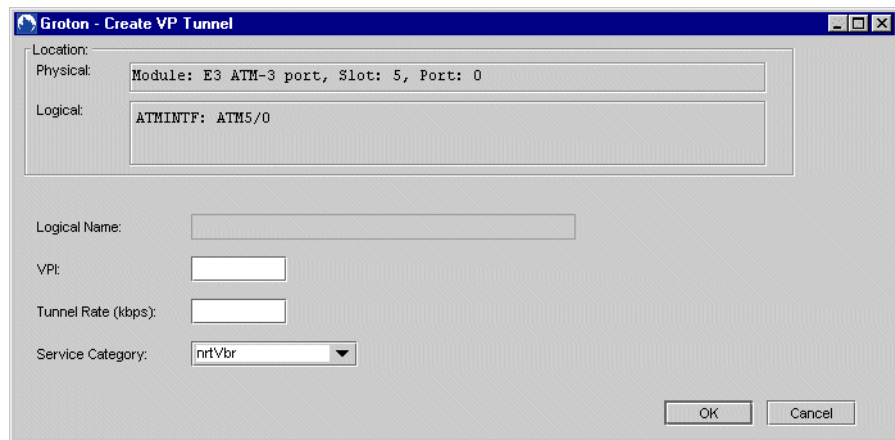 Groton - Create VP Tunnel
Location:
Physical: Module: E3 ATM-3 port, Slot: 5, Port: 0
Logical: ATMINTF: ATM5/0
Logical Name:
VPI:
Tunnel Rate (kbps):
Service Category: nrtVbr
OK Cancel